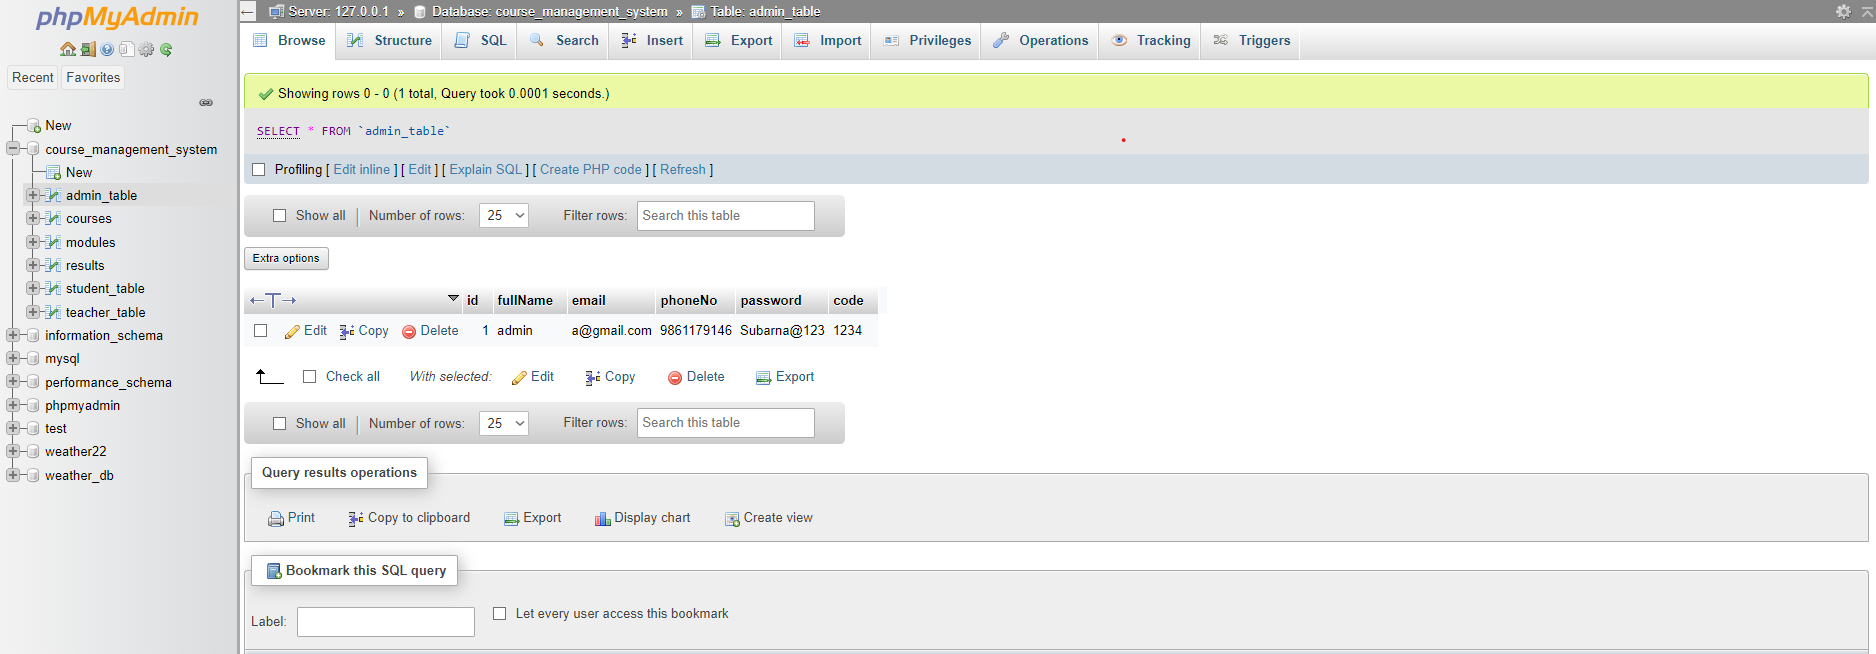 phpMyAdmin
Recent Favorites
New
course_management_system
New
admin_table
courses
modules
results
student_table
teacher_table
information_schema
mysql
performance_schema
phpmyadmin
test
weather22
weather_db
Server: 127.0.0.1 » Database: course_management_system » Table: admin_table
Browse Structure SQL Search Insert Export Import Privileges Operations Tracking Triggers
Showing rows 0 - 0 (1 total, Query took 0.0001 seconds.)
SELECT * FROM `admin_table`
Profiling [ Edit inline ] [ Edit ] [ Explain SQL ] [ Create PHP code ] [ Refresh ]
Show all | Number of rows: 25 Filter rows: Search this table
Extra options
←T→ id fullName email phoneNo password code
Edit Copy Delete 1 admin a@gmail.com 9861179146 Subarna@123 1234
Check all With selected: Edit Copy Delete Export
Show all | Number of rows: 25 Filter rows: Search this table
Query results operations
Print Copy to clipboard Export Display chart Create view
Bookmark this SQL query
Label: Let every user access this bookmark